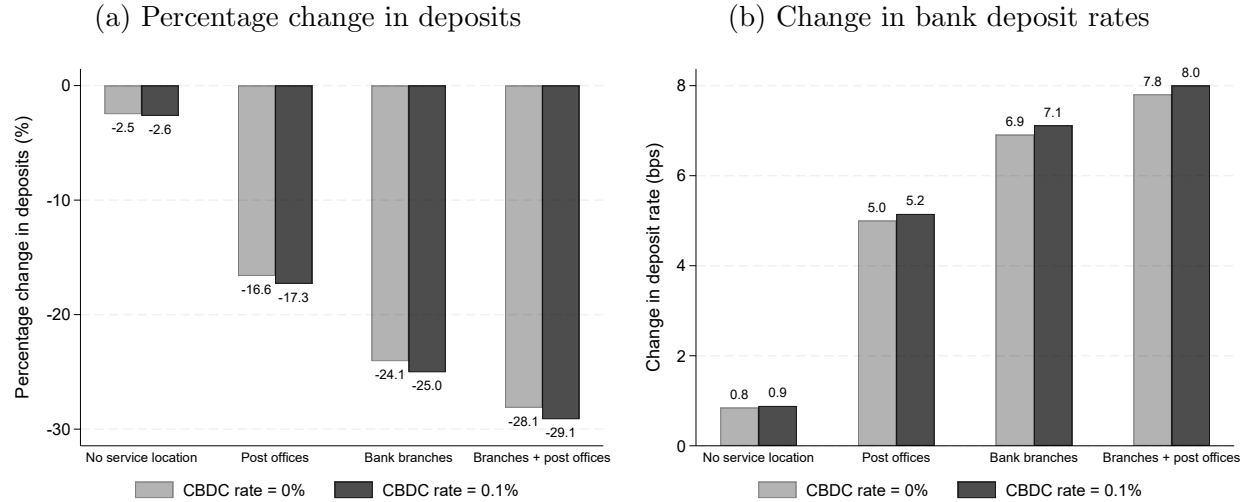 (a) Percentage change in deposits
Percentage change in deposits (%)
0
-10
-20
-30
-2.5
-2.6
-16.6
-17.3
-24.1
-25.0
-28.1
-29.1
No service location
Post offices
Bank branches
Branches + post offices
CBDC rate = 0%
CBDC rate = 0.1%
(b) Change in bank deposit rates
Change in deposit rate (bps)
8
6
4
2
0
0.8
0.9
5.0
5.2
6.9
7.1
7.8
8.0
No service location
Post offices
Bank branches
Branches + post offices
CBDC rate = 0%
CBDC rate = 0.1%